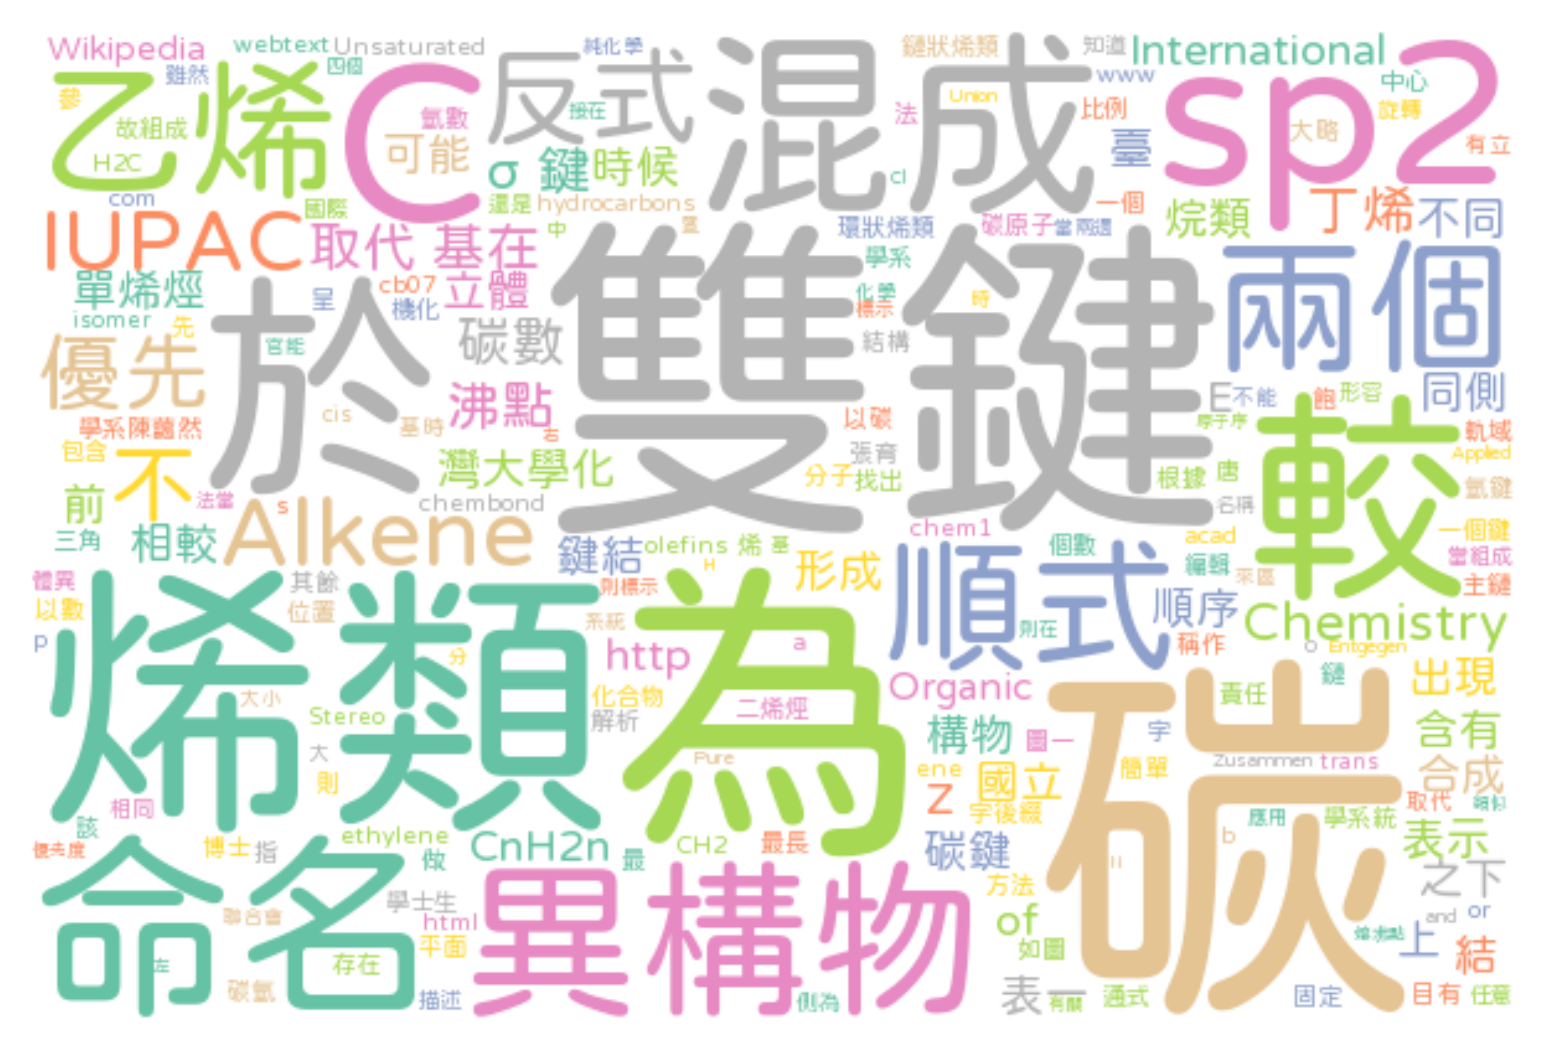 Wikipedia
webtext
Unsaturated
純化學
鏈狀烯類
知道
International
雖然
四個
www
中心
參
乙烯
C
反式
混成
sp2
接在
Union
比例
旋轉
故組成
氫數
可能
法
臺
大略
有立
H2C
σ 鍵
時候
cl
com
國際
還是
hydrocarbons
一個
烷類
丁烯
不同
IUPAC
取代
基在
中
環狀烯類
碳原子
當兩週
雙鍵
兩個
學系
單烯烴
呈
cb07
立體
化學
時
isomer
先
機化
標示
於
官能
碳數
結構
優先
沸點
E
不能
飽
形容
同側
cis
基時
右
以碳
原子序
較
軌域
學系陳藹然
包含
不
灣大學化
張育
分子
找出
根據
唐
Applied
氫鍵
前
法當
s
chembond
名稱
三角
相較
Alkene
chem1
acad
一個鍵
鍵結
olefins
烯
基
形成
順式
個數
編輯
當組成
體異
其餘
H
則標示
主鏈
以數
位置
系統
順序
Chemistry
烯類
為
則在
p
分
http
a
稱作
o
Entgegen
大小
二烯烴
Organic
碳
鏈
出現
Stereo
化合物
解析
責任
大
構物
圖一
字
含有
Pure
Zusammen
trans
則
ene
Z
國立
簡單
合成
相同
字後綴
取代
該
ethylene
CnH2n
最
CH2
最長
應用
學系統
優先度
博士
指
做
碳鍵
b
表示
命名
異構物
方法
之下
學士生
聯合會
html
of
and
or
平面
如圖
上
左
存在
結
碳氫
描述
側為
表一
有關
通式
固定
目有
任意